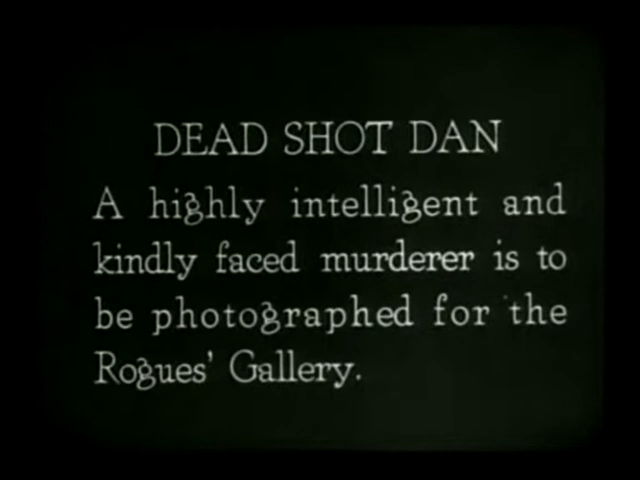 DEAD SHOT DAN
A highly intelligent and
kindly faced murderer is to
be photographed for the
Rogues' Gallery.